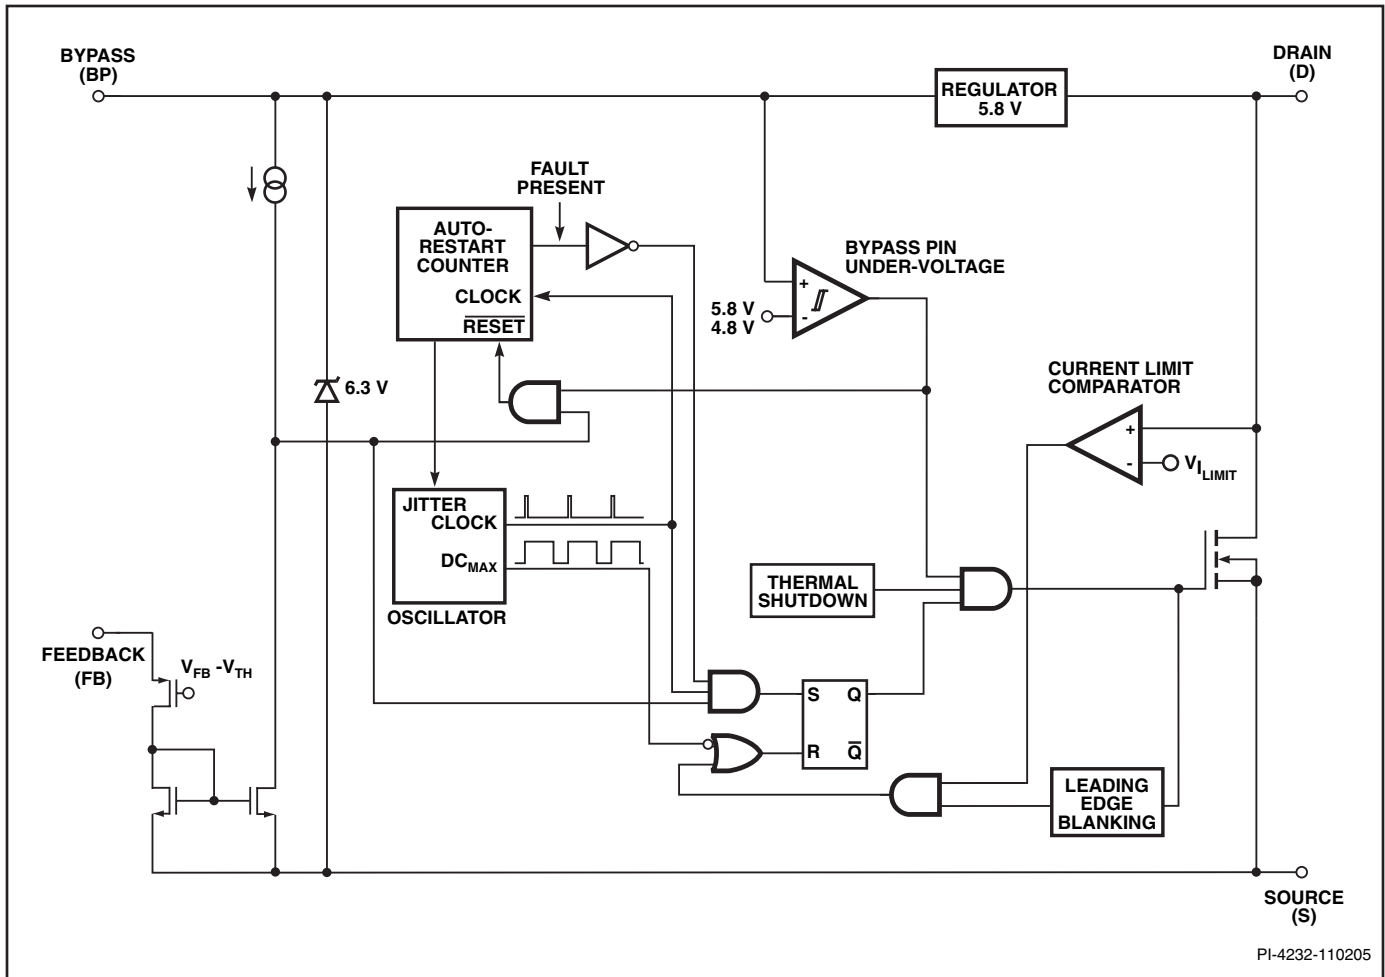 BYPASS
(BP)
DRAIN
(D)
REGULATOR
5.8 V
FAULT
PRESENT
AUTO-
RESTART
COUNTER
CLOCK
RESET
BYPASS PIN
UNDER-VOLTAGE
+
-
5.8 V
4.8 V
6.3 V
CURRENT LIMIT
COMPARATOR
+
-
VILIMIT
JITTER
CLOCK
DCMAX
OSCILLATOR
THERMAL
SHUTDOWN
FEEDBACK
(FB)
VFB -VTH
S Q
R Q̅
LEADING
EDGE
BLANKING
SOURCE
(S)
PI-4232-110205